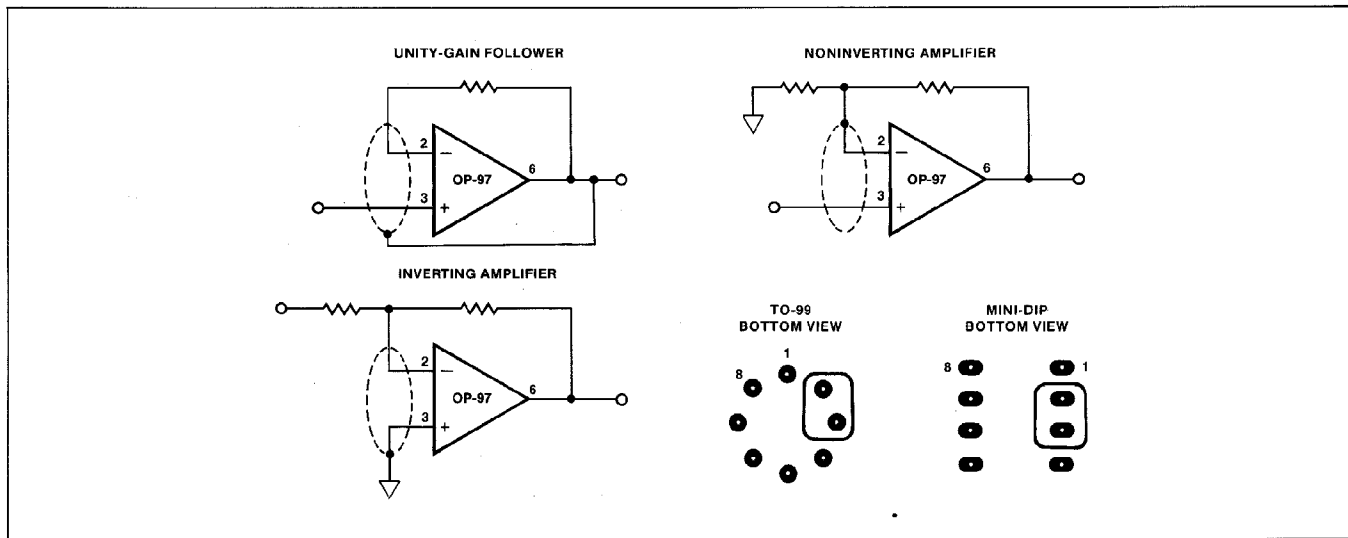 UNITY-GAIN FOLLOWER
2
−
OP-97
6
3
+
NONINVERTING AMPLIFIER
2
−
OP-97
6
3
+
INVERTING AMPLIFIER
2
−
OP-97
6
3
+
TO-99
BOTTOM VIEW
1
8
MINI-DIP
BOTTOM VIEW
8
1